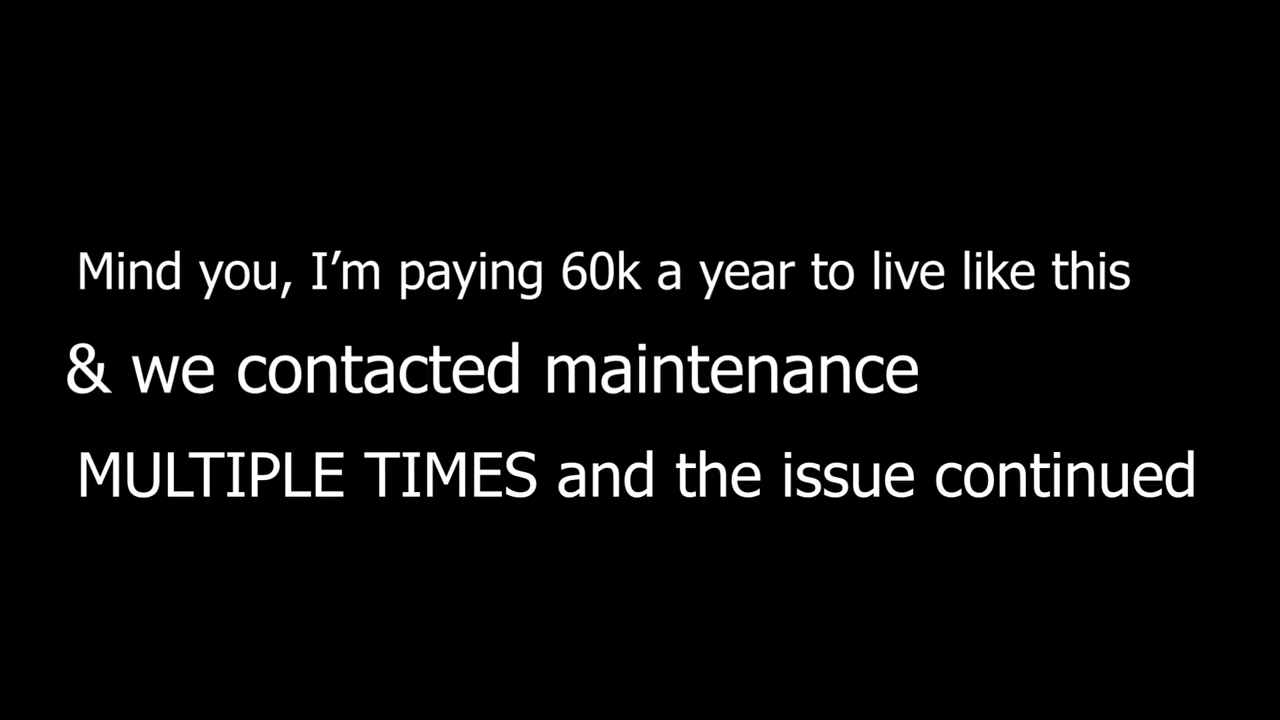 Mind you, I’m paying 60k a year to live like this
& we contacted maintenance
MULTIPLE TIMES and the issue continued